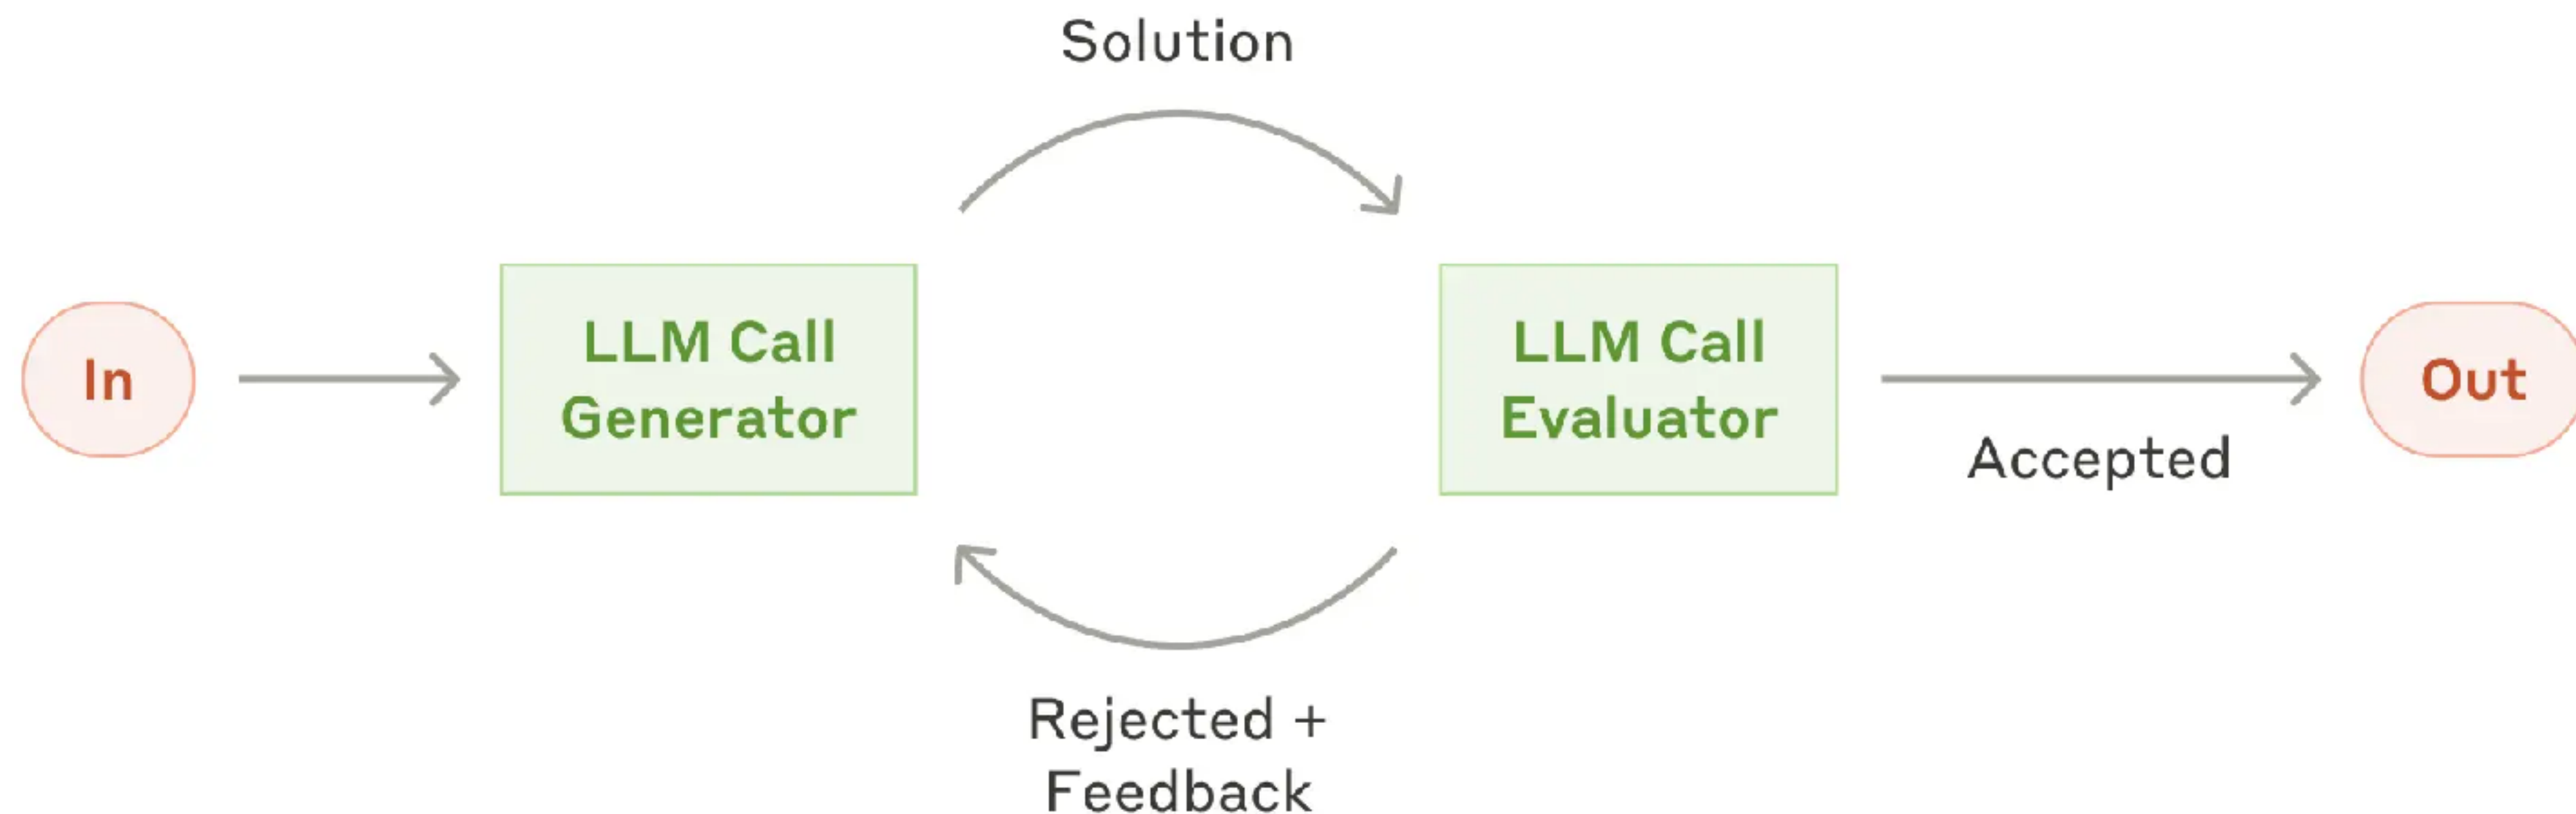 Solution
In
LLM Call
Generator
LLM Call
Evaluator
Out
Accepted
Rejected +
Feedback